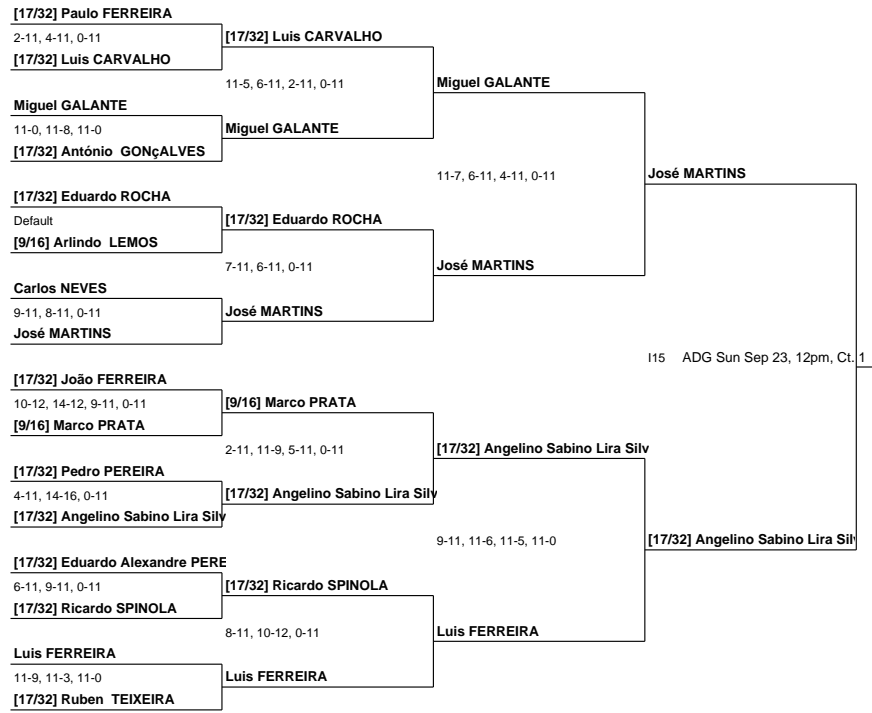 [17/32] Paulo FERREIRA
2-11, 4-11, 0-11
[17/32] Luis CARVALHO
Miguel GALANTE
11-0, 11-8, 11-0
[17/32] António  GONçALVES
[17/32] Eduardo ROCHA
Default
[9/16] Arlindo  LEMOS
Carlos NEVES
9-11, 8-11, 0-11
José MARTINS
[17/32] João FERREIRA
10-12, 14-12, 9-11, 0-11
[9/16] Marco PRATA
[17/32] Pedro PEREIRA
4-11, 14-16, 0-11
[17/32] Angelino Sabino Lira Silv
[17/32] Eduardo Alexandre PERE
6-11, 9-11, 0-11
[17/32] Ricardo SPINOLA
Luis FERREIRA
11-9, 11-3, 11-0
[17/32] Ruben  TEIXEIRA
[17/32] Luis CARVALHO
11-5, 6-11, 2-11, 0-11
Miguel GALANTE
[17/32] Eduardo ROCHA
7-11, 6-11, 0-11
José MARTINS
[9/16] Marco PRATA
2-11, 11-9, 5-11, 0-11
[17/32] Angelino Sabino Lira Silv
[17/32] Ricardo SPINOLA
8-11, 10-12, 0-11
Luis FERREIRA
Miguel GALANTE
11-7, 6-11, 4-11, 0-11
José MARTINS
[17/32] Angelino Sabino Lira Silv
9-11, 11-6, 11-5, 11-0
Luis FERREIRA
José MARTINS
I15 ADG Sun Sep 23, 12pm, Ct. 1
[17/32] Angelino Sabino Lira Silv